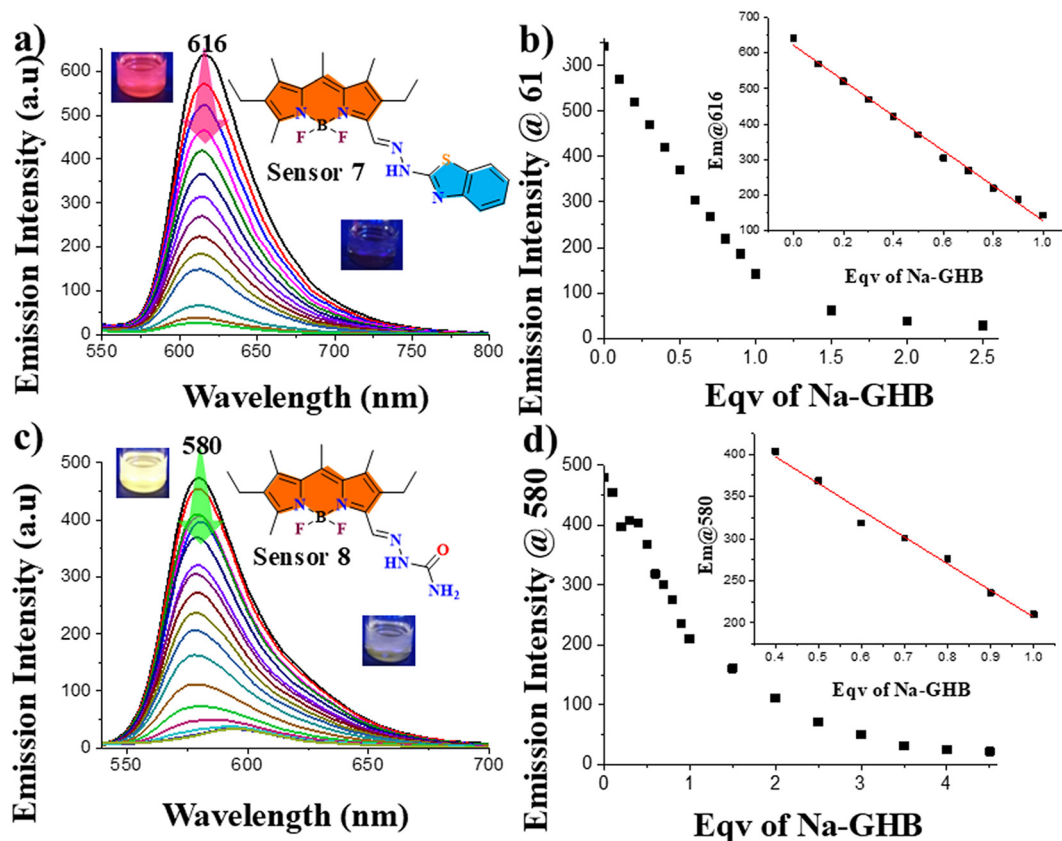 a)
616
Emission Intensity (a.u)
600
500
400
300
200
100
0
550 600 650 700 750 800
Wavelength (nm)
N B N
F F
N
HN
S
N
Sensor 7
b)
Emission Intensity @ 61
500
400
300
200
100
0
0.0 0.5 1.0 1.5 2.0 2.5
Eqv of Na-GHB
Em@616
700
600
500
400
300
200
100
0.0 0.2 0.4 0.6 0.8 1.0
Eqv of Na-GHB
c)
580
Emission Intensity (a.u)
500
400
300
200
100
0
550 600 650 700
Wavelength (nm)
N B N
F F
N
HN
O
NH2
Sensor 8
d)
Emission Intensity @ 580
500
400
300
200
100
0
0 1 2 3 4
Eqv of Na-GHB
Em@580
400
350
300
250
200
0.4 0.5 0.6 0.7 0.8 0.9 1.0
Eqv of Na-GHB